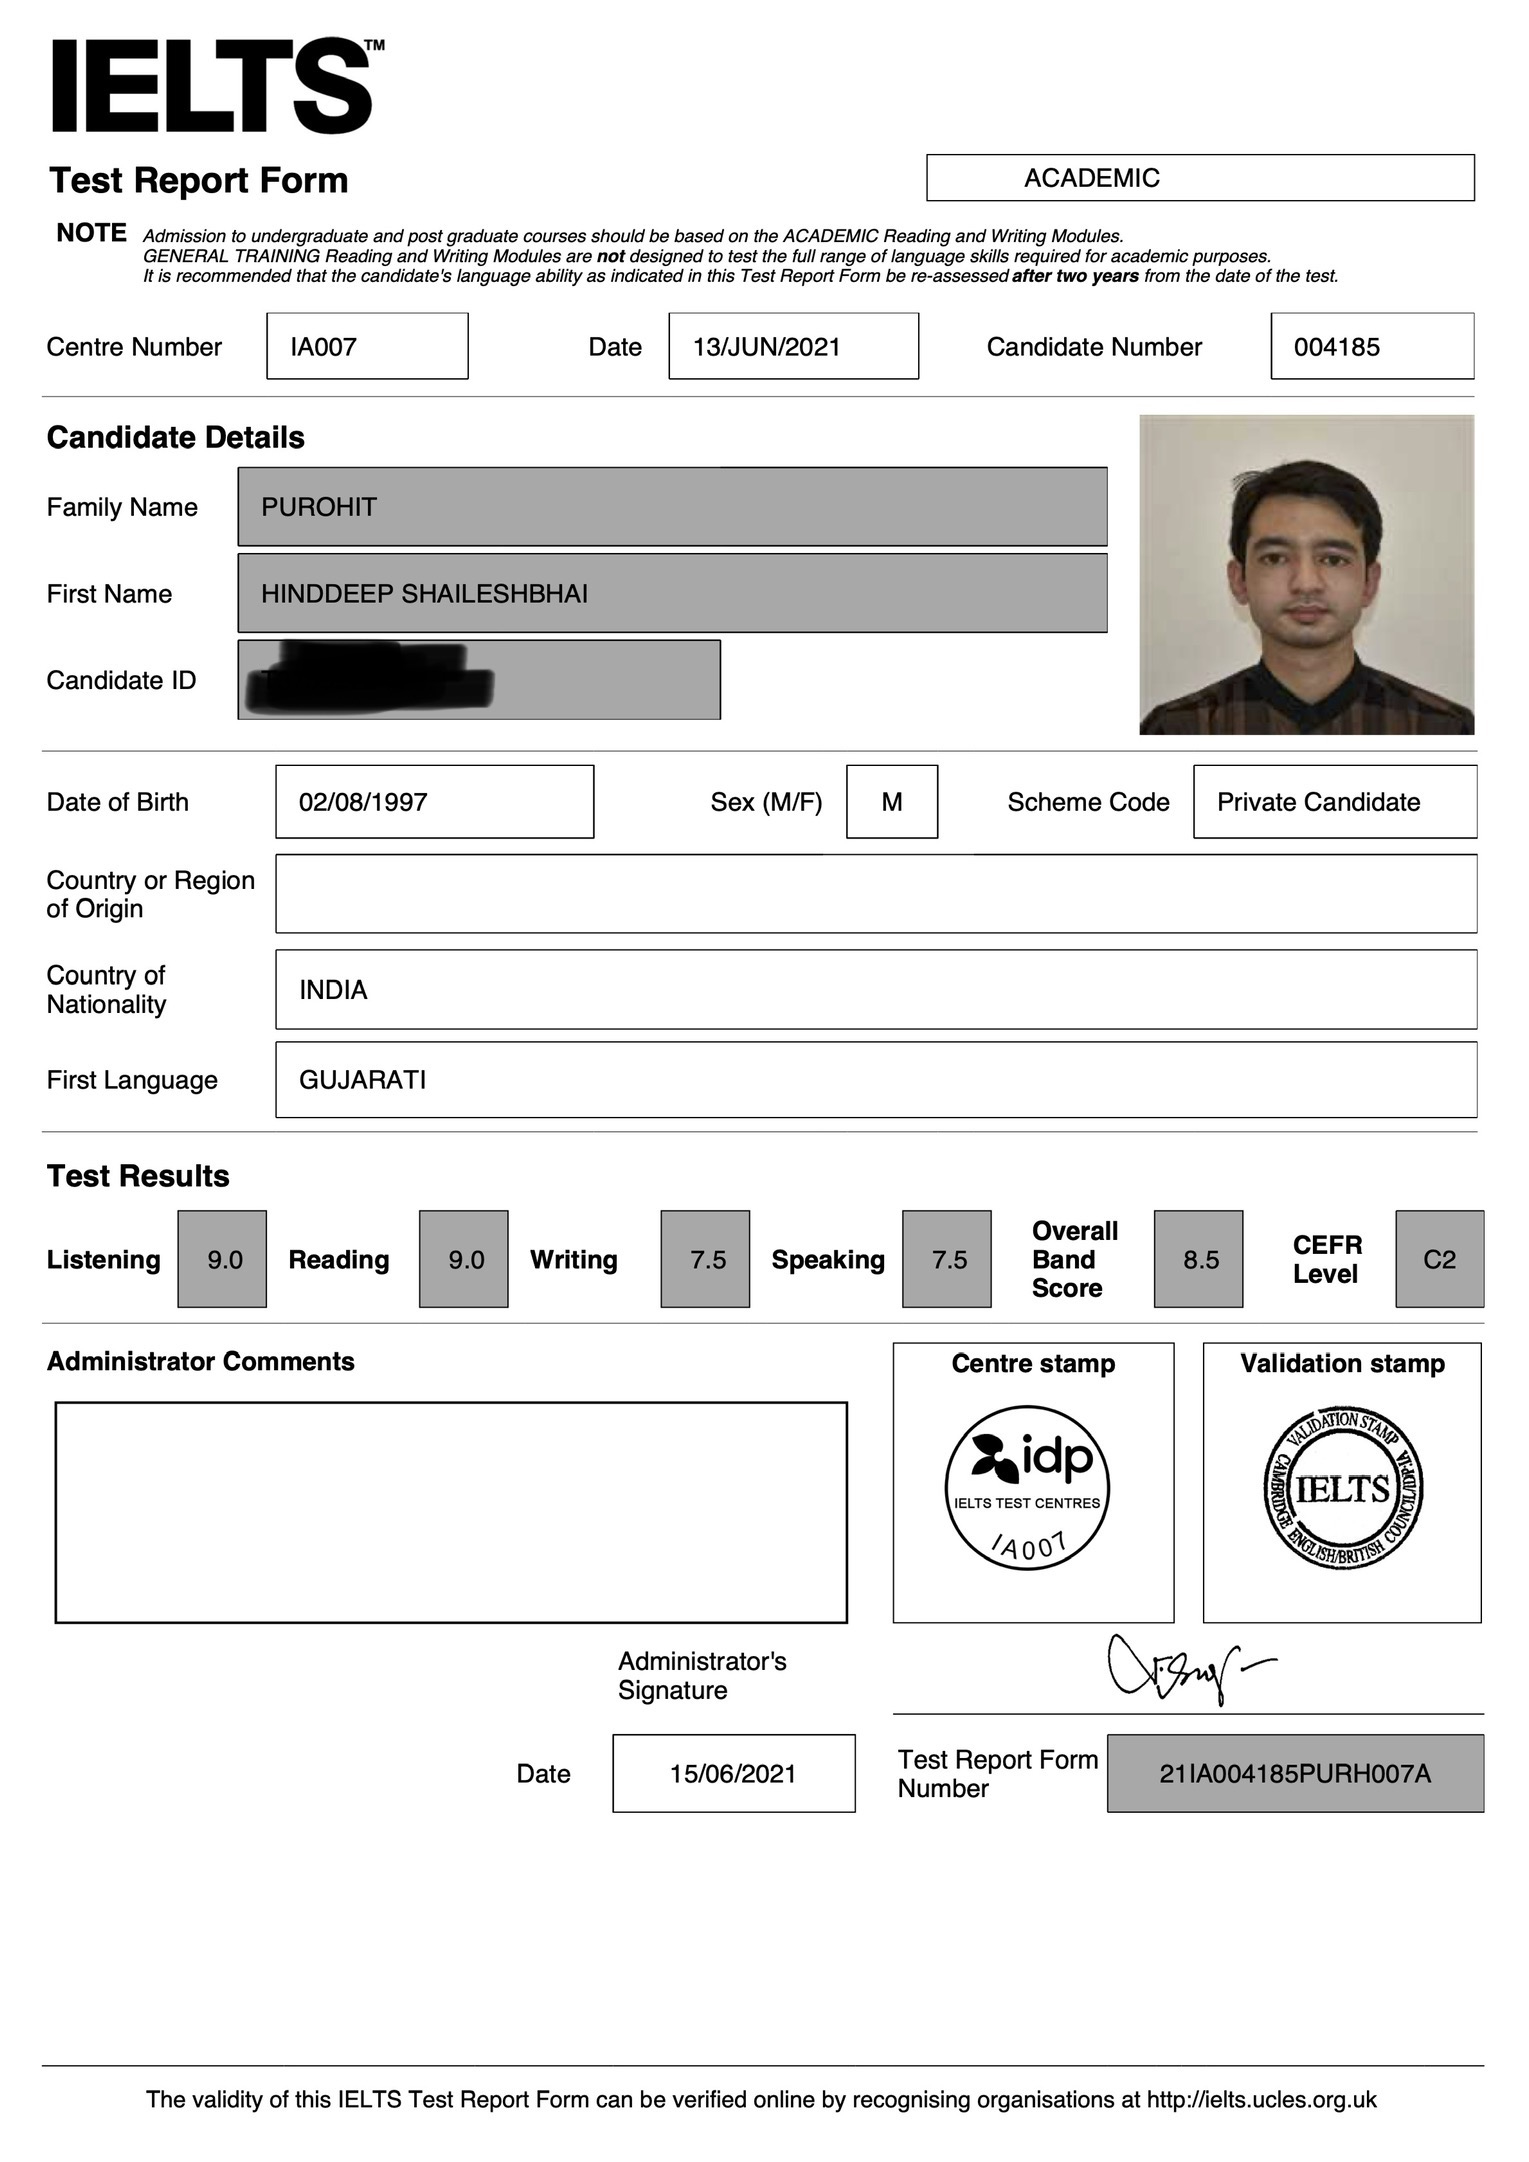 IELTS™
Test Report Form
ACADEMIC
NOTE Admission to undergraduate and post graduate courses should be based on the ACADEMIC Reading and Writing Modules.
GENERAL TRAINING Reading and Writing Modules are not designed to test the full range of language skills required for academic purposes.
It is recommended that the candidate's language ability as indicated in this Test Report Form be re-assessed after two years from the date of the test.
Centre Number IA007 Date 13/JUN/2021 Candidate Number 004185
Candidate Details
Family Name PUROHIT
First Name HINDDEEP SHAILESHBHAI
Candidate ID
Date of Birth 02/08/1997 Sex (M/F) M Scheme Code Private Candidate
Country or Region
of Origin
Country of
Nationality
INDIA
First Language GUJARATI
Test Results
Listening 9.0 Reading 9.0 Writing 7.5 Speaking 7.5
Overall
Band
Score
8.5
CEFR
Level
C2
Administrator Comments
Centre stamp
idp
IELTS TEST CENTRES
IA007
Validation stamp
VALIDATION STAMP
IELTS
CAMBRIDGE ENGLISH/BRITISH COUNCIL/IDP:IA
Administrator's
Signature
Date 15/06/2021
Test Report Form
Number
21IA004185PURH007A
The validity of this IELTS Test Report Form can be verified online by recognising organisations at http://ielts.ucles.org.uk